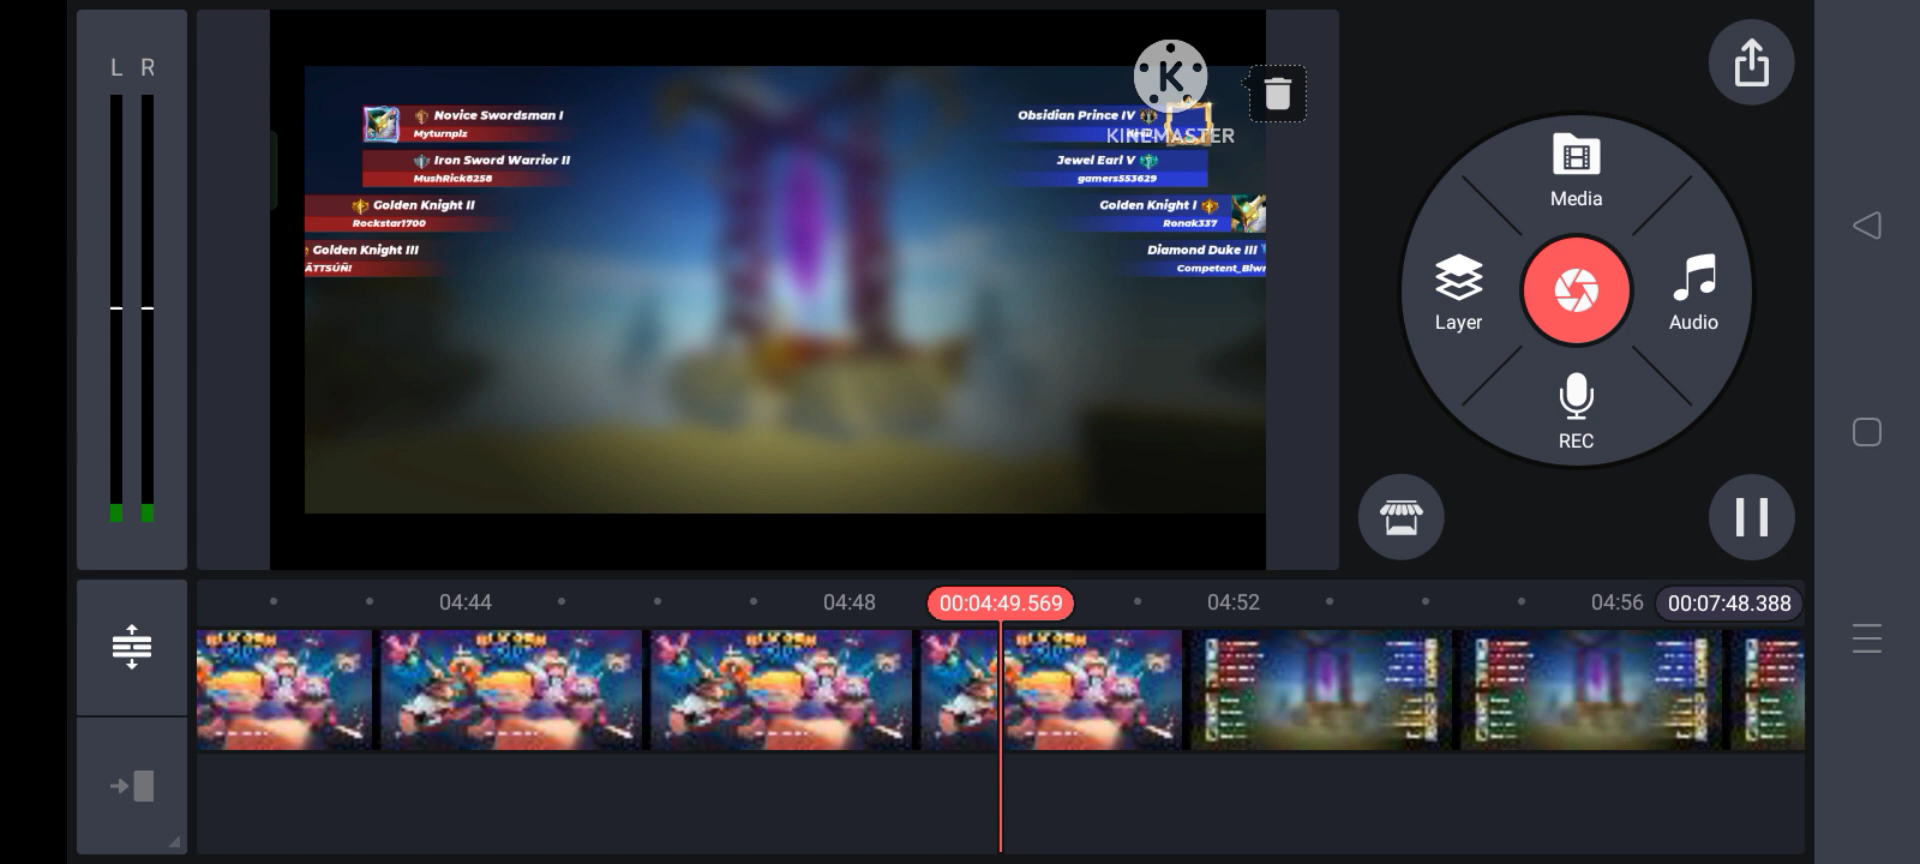 L R
K
KINEMASTER
Novice Swordsman I
Myturnplz
Iron Sword Warrior II
MushRick8258
Golden Knight II
Rockstar1700
Golden Knight III
ÄTTSÚÑ!
Obsidian Prince IV
Jewel Earl V
gamers553629
Golden Knight I
Ronak337
Diamond Duke III
Competent_Blwr
Media
Layer
Audio
REC
04:44
04:48
00:04:49.569
04:52
04:56
00:07:48.388